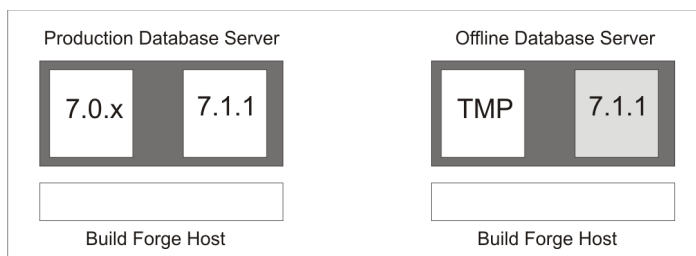 Production Database Server
7.0.x
7.1.1
Build Forge Host
Offline Database Server
TMP
7.1.1
Build Forge Host